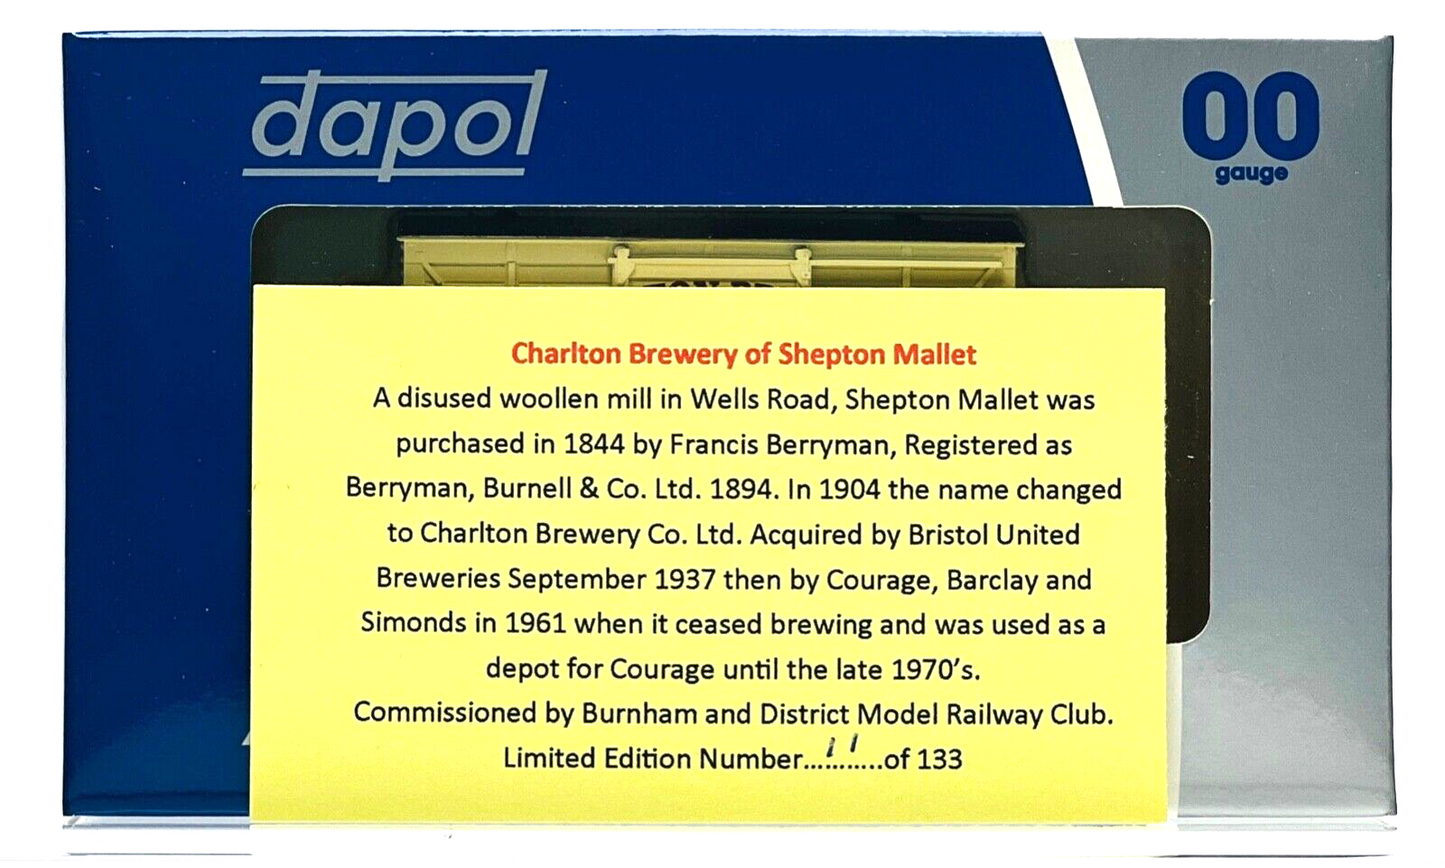 dapol
00
gauge
TON BR
Charlton Brewery of Shepton Mallet
A disused woollen mill in Wells Road, Shepton Mallet was
purchased in 1844 by Francis Berryman, Registered as
Berryman, Burnell & Co. Ltd. 1894. In 1904 the name changed
to Charlton Brewery Co. Ltd. Acquired by Bristol United
Breweries September 1937 then by Courage, Barclay and
Simonds in 1961 when it ceased brewing and was used as a
depot for Courage until the late 1970's.
Commissioned by Burnham and District Model Railway Club.
Limited Edition Number...11.....of 133